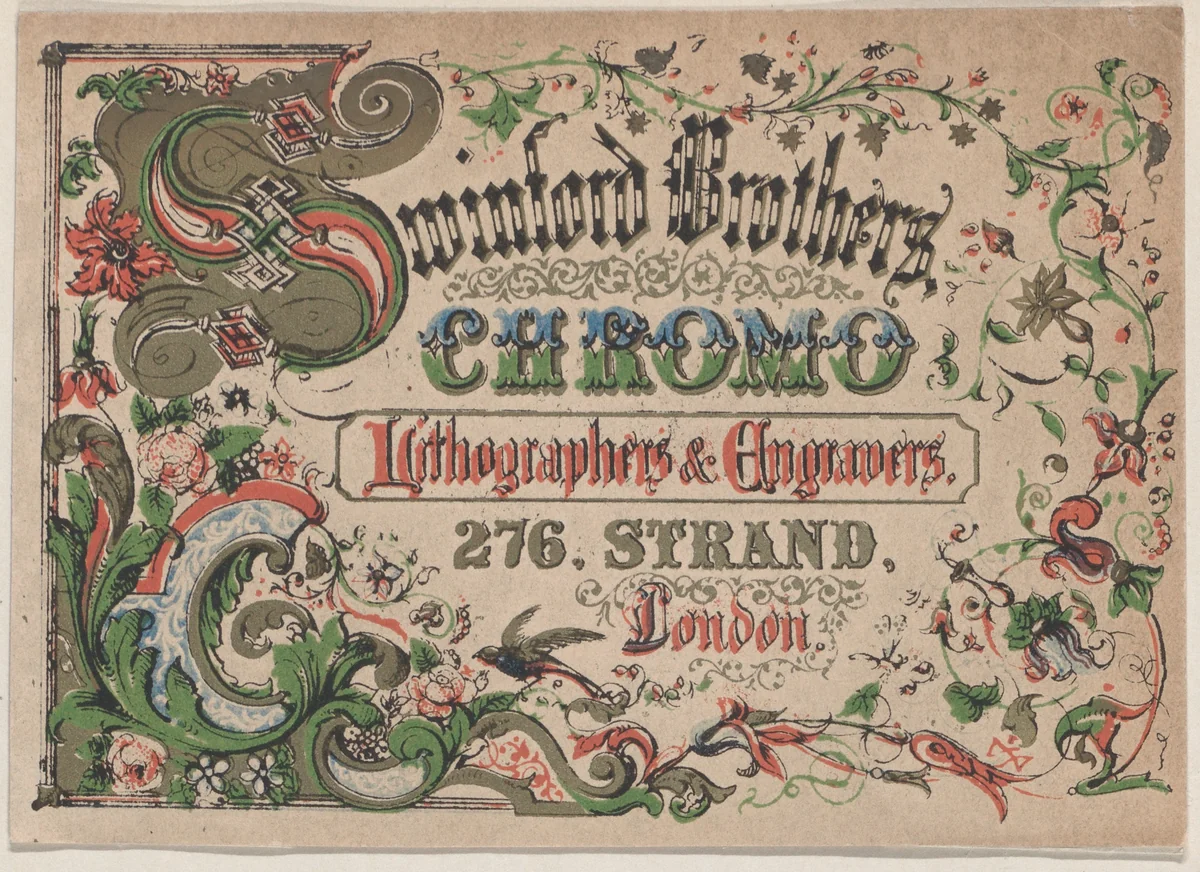 Swinford Brothers,
CHROMO
Lithographers & Engravers.
276. STRAND,
London.